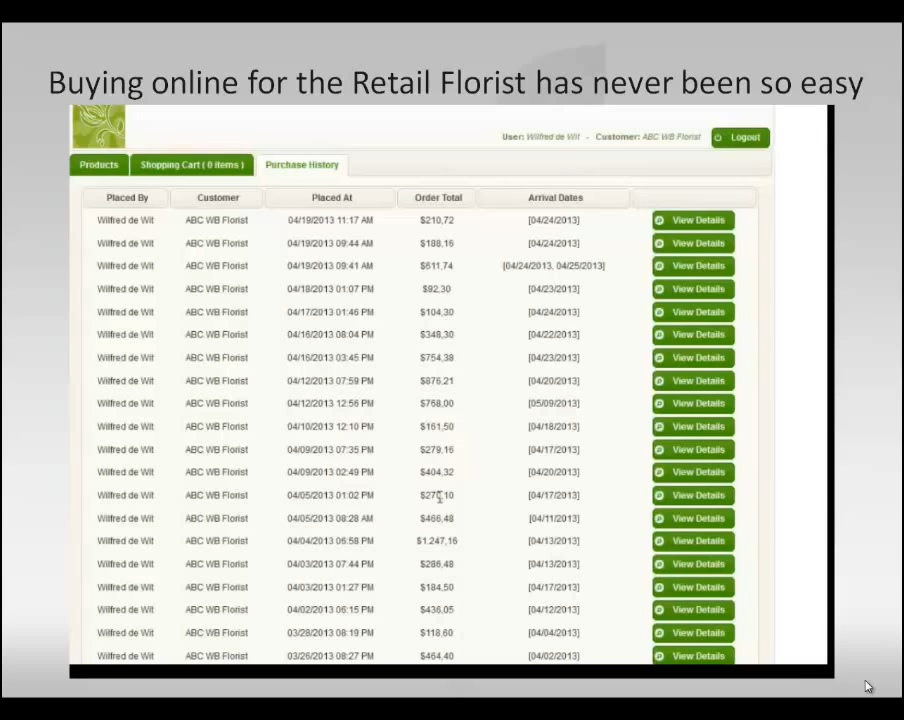 Buying online for the Retail Florist has never been so easy
User: Wilfred de Wit - Customer: ABC WB Florist Logout
Products Shopping Cart ( 0 items ) Purchase History
Placed By Customer Placed At Order Total Arrival Dates
Wilfred de Wit ABC WB Florist 04/19/2013 11:17 AM $210,72 [04/24/2013] View Details
Wilfred de Wit ABC WB Florist 04/19/2013 09:44 AM $188,16 [04/24/2013] View Details
Wilfred de Wit ABC WB Florist 04/19/2013 09:41 AM $511,74 [04/24/2013, 04/25/2013] View Details
Wilfred de Wit ABC WB Florist 04/18/2013 01:07 PM $92,30 [04/23/2013] View Details
Wilfred de Wit ABC WB Florist 04/17/2013 01:46 PM $104,30 [04/24/2013] View Details
Wilfred de Wit ABC WB Florist 04/16/2013 08:04 PM $348,30 [04/22/2013] View Details
Wilfred de Wit ABC WB Florist 04/16/2013 03:45 PM $754,38 [04/23/2013] View Details
Wilfred de Wit ABC WB Florist 04/12/2013 07:59 PM $876,21 [04/20/2013] View Details
Wilfred de Wit ABC WB Florist 04/12/2013 12:56 PM $768,00 [05/09/2013] View Details
Wilfred de Wit ABC WB Florist 04/10/2013 12:10 PM $161,50 [04/18/2013] View Details
Wilfred de Wit ABC WB Florist 04/09/2013 07:35 PM $279,16 [04/17/2013] View Details
Wilfred de Wit ABC WB Florist 04/09/2013 02:49 PM $404,32 [04/20/2013] View Details
Wilfred de Wit ABC WB Florist 04/05/2013 01:02 PM [04/17/2013] View Details
Wilfred de Wit ABC WB Florist 04/05/2013 08:28 AM $466,48 [04/11/2013] View Details
Wilfred de Wit ABC WB Florist 04/04/2013 06:58 PM $1.247,16 [04/13/2013] View Details
Wilfred de Wit ABC WB Florist 04/03/2013 07:44 PM $286,48 [04/13/2013] View Details
Wilfred de Wit ABC WB Florist 04/03/2013 01:27 PM $184,50 [04/17/2013] View Details
Wilfred de Wit ABC WB Florist 04/02/2013 06:15 PM $436,05 [04/12/2013] View Details
Wilfred de Wit ABC WB Florist 03/28/2013 08:19 PM $118,60 [04/04/2013] View Details
Wilfred de Wit ABC WB Florist 03/26/2013 08:27 PM $464,40 [04/02/2013] View Details